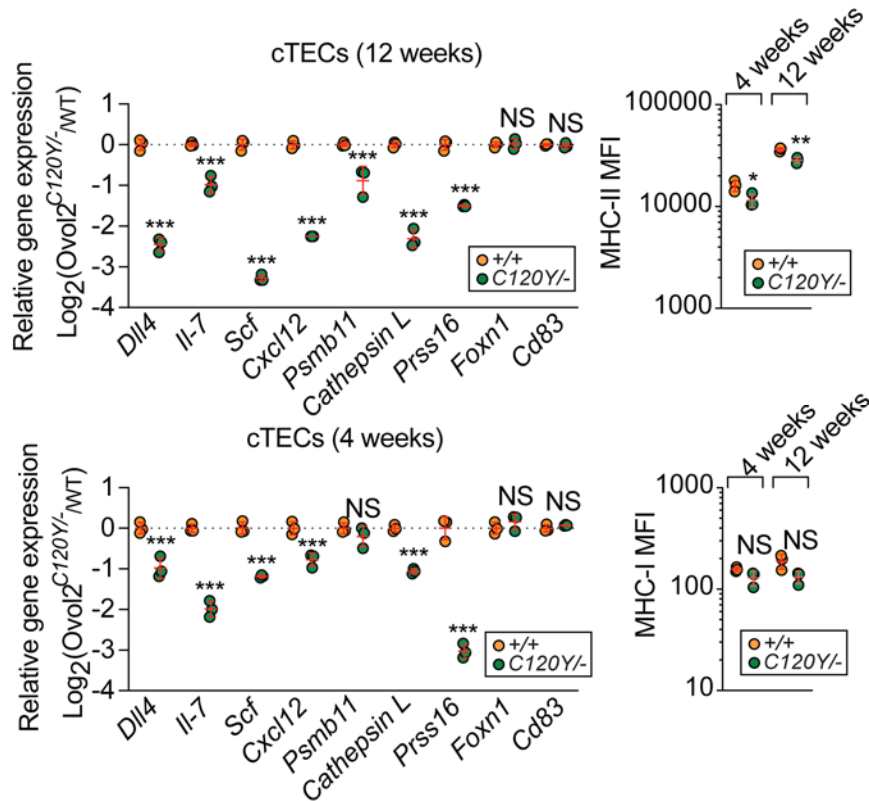 cTECs (12 weeks)
Relative gene expression
Log2(Ovol2C120Y/-/WT)
1
0
-1
-2
-3
-4
***
***
***
***
***
***
***
NS
NS
+/+
C120Y/-
Dll4
Il-7
Scf
Cxcl12
Psmb11
Cathepsin L
Prss16
Foxn1
Cd83
4 weeks
12 weeks
MHC-II MFI
100000
10000
1000
*
**
+/+
C120Y/-
cTECs (4 weeks)
Relative gene expression
Log2(Ovol2C120Y/-/WT)
1
0
-1
-2
-3
-4
***
***
***
***
NS
***
***
NS
NS
+/+
C120Y/-
Dll4
Il-7
Scf
Cxcl12
Psmb11
Cathepsin L
Prss16
Foxn1
Cd83
4 weeks
12 weeks
MHC-I MFI
1000
100
10
NS
NS
+/+
C120Y/-